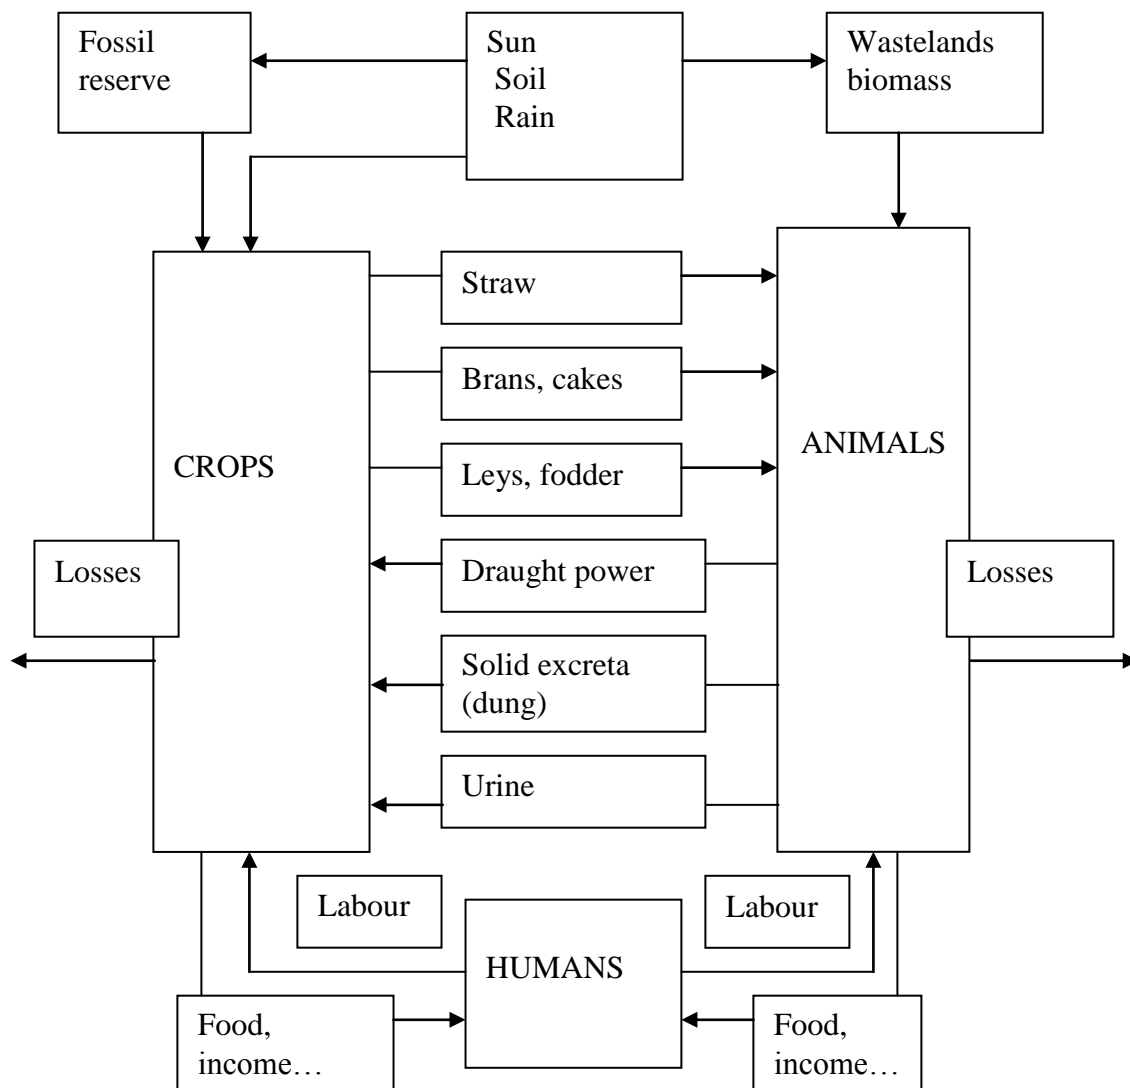 Fossil
reserve
Sun
Soil
Rain
Wastelands
biomass
Straw
Brans, cakes
CROPS
ANIMALS
Leys, fodder
Losses
Draught power
Losses
Solid excreta
(dung)
Urine
Labour
Labour
HUMANS
Food,
income…
Food,
income…